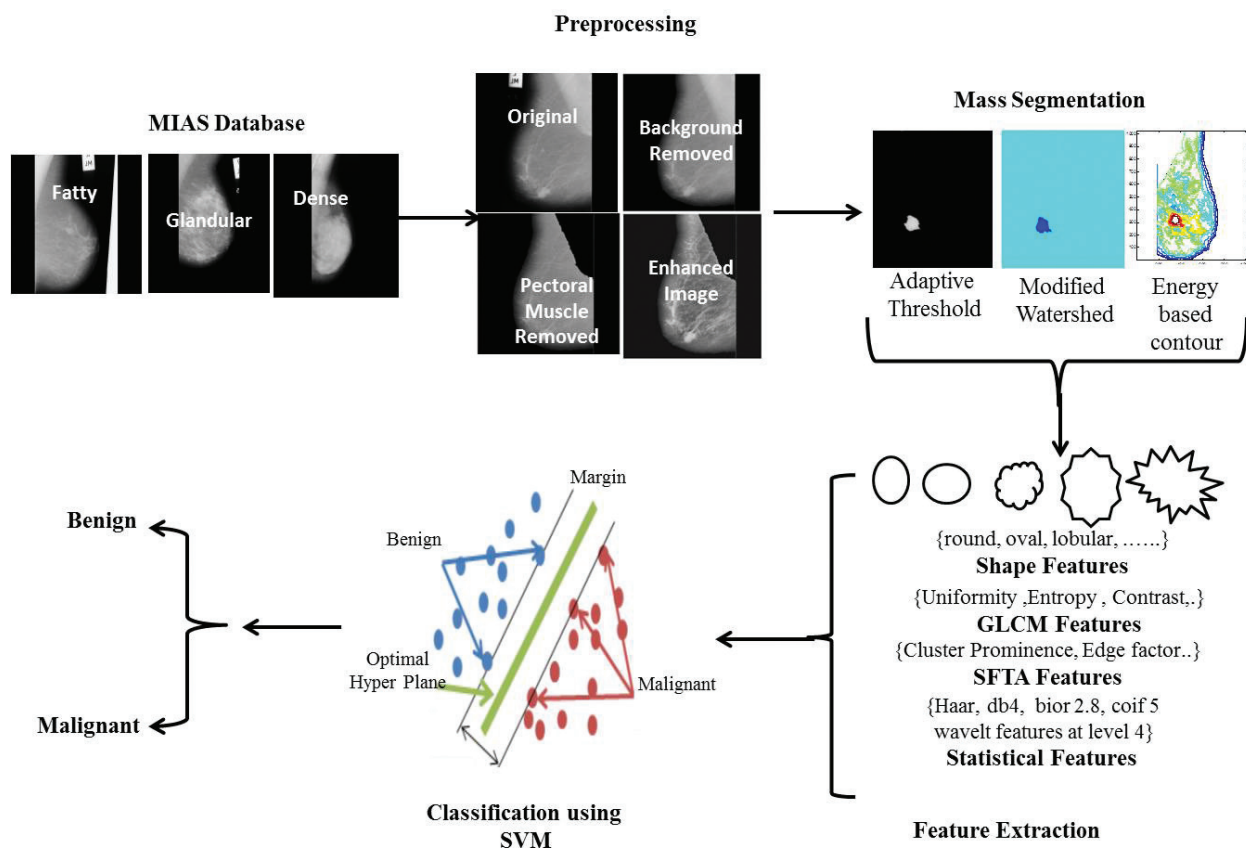 Preprocessing
MIAS Database
Fatty
Glandular
Dense
Original
Background
Removed
Pectoral
Muscle
Removed
Enhanced
Image
Mass Segmentation
Adaptive
Threshold
Modified
Watershed
Energy
based
contour
{round, oval, lobular, ......}
Shape Features
{Uniformity ,Entropy , Contrast,.}
GLCM Features
{Cluster Prominence, Edge factor..}
SFTA Features
{Haar, db4, bior 2.8, coif 5
wavelt features at level 4}
Statistical Features
Feature Extraction
Margin
Benign
Optimal
Hyper Plane
Malignant
Classification using
SVM
Benign
Malignant